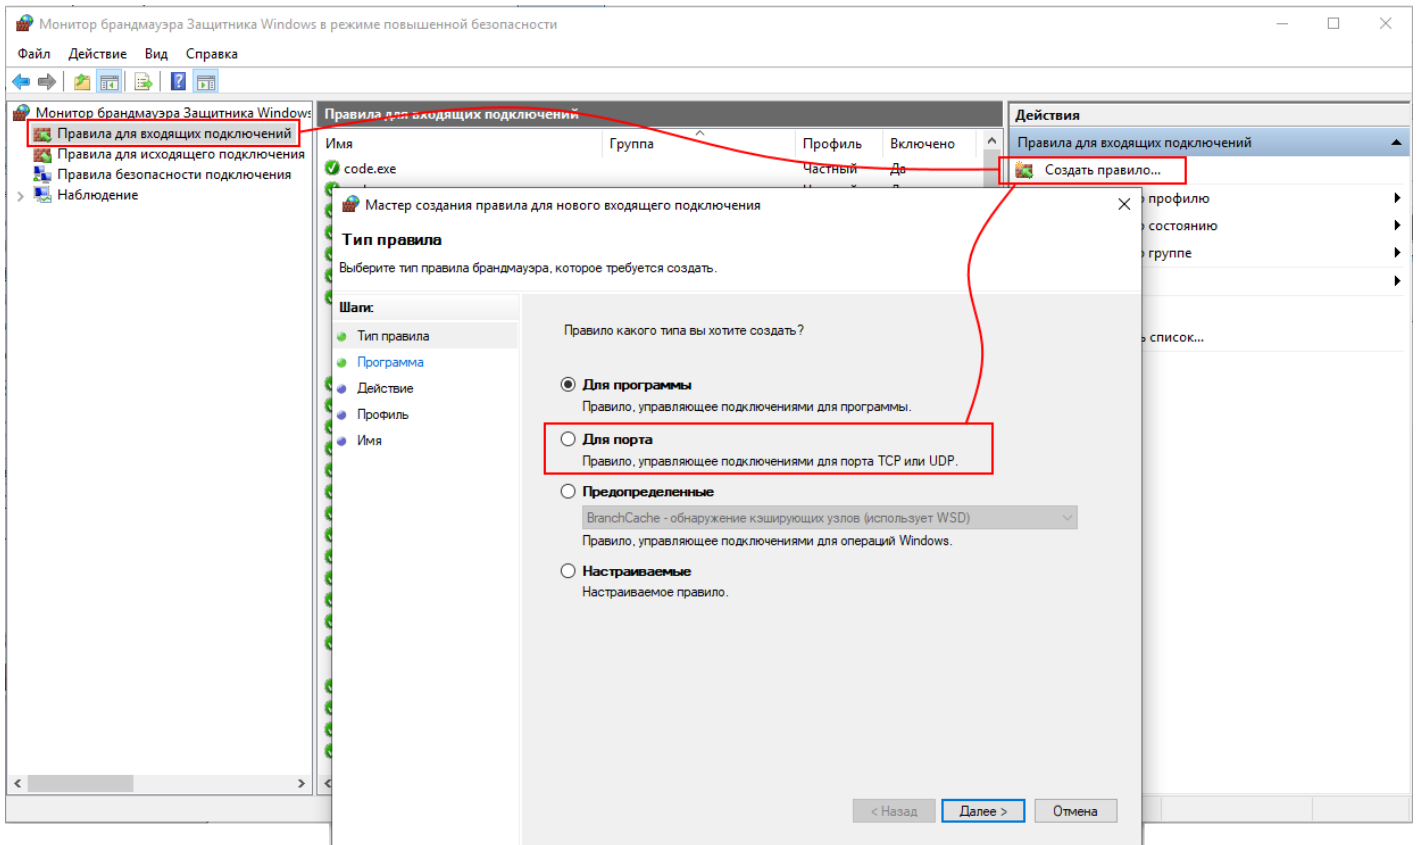 Монитор брандмауэра Защитника Windows в режиме повышенной безопасности
Файл Действие Вид Справка
Монитор брандмауэра Защитника Windows
Правила для входящих подключений
Правила для исходящего подключения
Правила безопасности подключения
Наблюдение
Правила для входящих подключений
Имя Группа Профиль Включено
code.exe Частный Да
Действия
Правила для входящих подключений
Создать правило...
профилю
состоянию
группе
список...
Мастер создания правила для нового входящего подключения
Тип правила
Выберите тип правила брандмауэра, которое требуется создать.
Шаги:
Тип правила
Программа
Действие
Профиль
Имя
Правило какого типа вы хотите создать?
Для программы
Правило, управляющее подключениями для программы.
Для порта
Правило, управляющее подключениями для порта TCP или UDP.
Предопределенные
BranchCache - обнаружение кэширующих узлов (использует WSD)
Правило, управляющее подключениями для операций Windows.
Настраиваемые
Настраиваемое правило.
< Назад Далее > Отмена